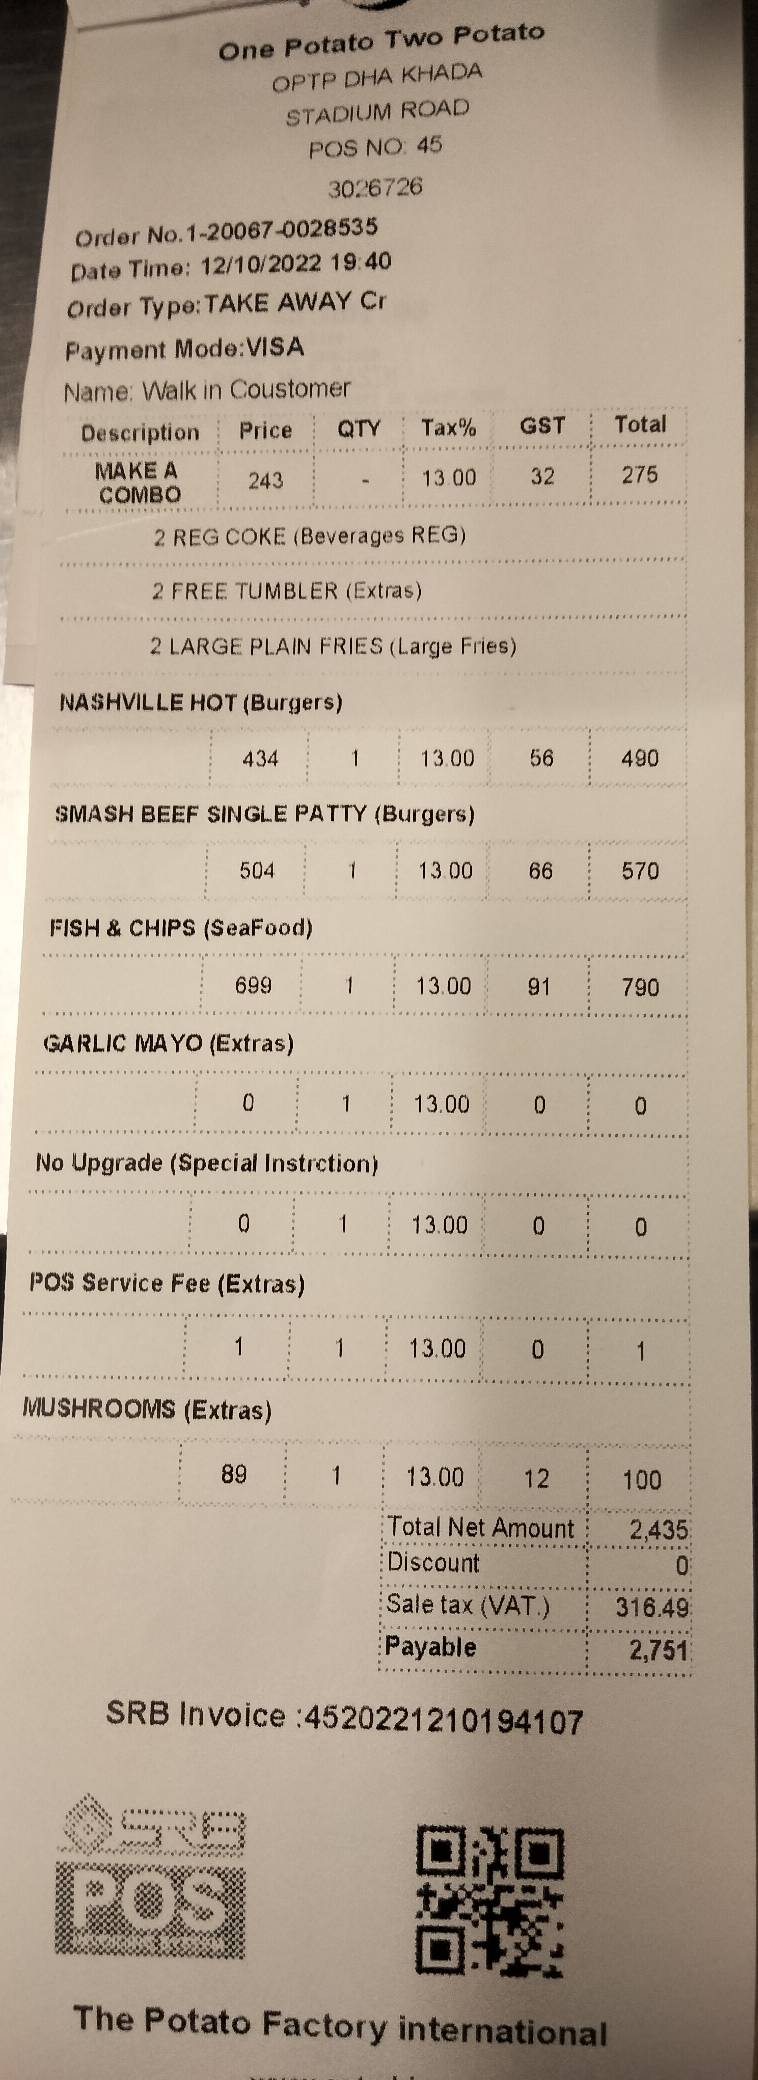 One Potato Two Potato
OPTP DHA KHADA
STADIUM ROAD
POS NO: 45
3026726
Order No.1-20067-0028535
Date Time: 12/10/2022 19:40
Order Type:TAKE AWAY Cr
Payment Mode:VISA
Name: Walk in Coustomer
Description Price QTY Tax% GST Total
MAKE A COMBO 243 - 13.00 32 275
2 REG COKE (Beverages REG)
2 FREE TUMBLER (Extras)
2 LARGE PLAIN FRIES (Large Fries)
NASHVILLE HOT (Burgers)
434 1 13.00 56 490
SMASH BEEF SINGLE PATTY (Burgers)
504 1 13.00 66 570
FISH & CHIPS (SeaFood)
699 1 13.00 91 790
GARLIC MAYO (Extras)
0 1 13.00 0 0
No Upgrade (Special Instrction)
0 1 13.00 0 0
POS Service Fee (Extras)
1 1 13.00 0 1
MUSHROOMS (Extras)
89 1 13.00 12 100
Total Net Amount 2,435
Discount 0
Sale tax (VAT.) 316.49
Payable 2,751
SRB Invoice :4520221210194107
SRB
POS
The Potato Factory international